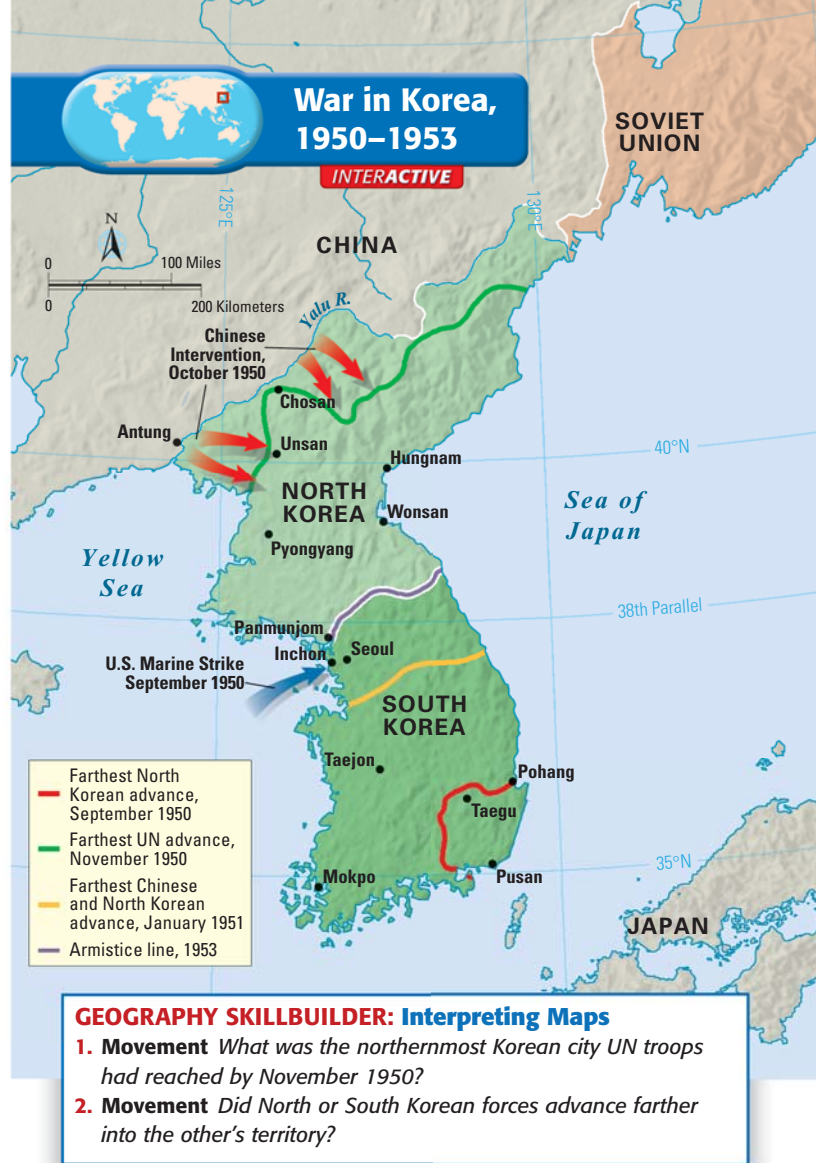 War in Korea,
1950–1953
INTERACTIVE
SOVIET
UNION
125°E
130°E
N
CHINA
0
100 Miles
0
200 Kilometers
Yalu R.
Chinese
Intervention,
October 1950
Chosan
Antung
Unsan
Hungnam
40°N
NORTH
KOREA
Wonsan
Sea of
Japan
Pyongyang
Yellow
Sea
38th Parallel
Panmunjom
Inchon
Seoul
U.S. Marine Strike
September 1950
SOUTH
KOREA
Taejon
Pohang
Taegu
35°N
Mokpo
Pusan
JAPAN
Farthest North
Korean advance,
September 1950
Farthest UN advance,
November 1950
Farthest Chinese
and North Korean
advance, January 1951
Armistice line, 1953
GEOGRAPHY SKILLBUILDER: Interpreting Maps
1. Movement What was the northernmost Korean city UN troops
had reached by November 1950?
2. Movement Did North or South Korean forces advance farther
into the other's territory?